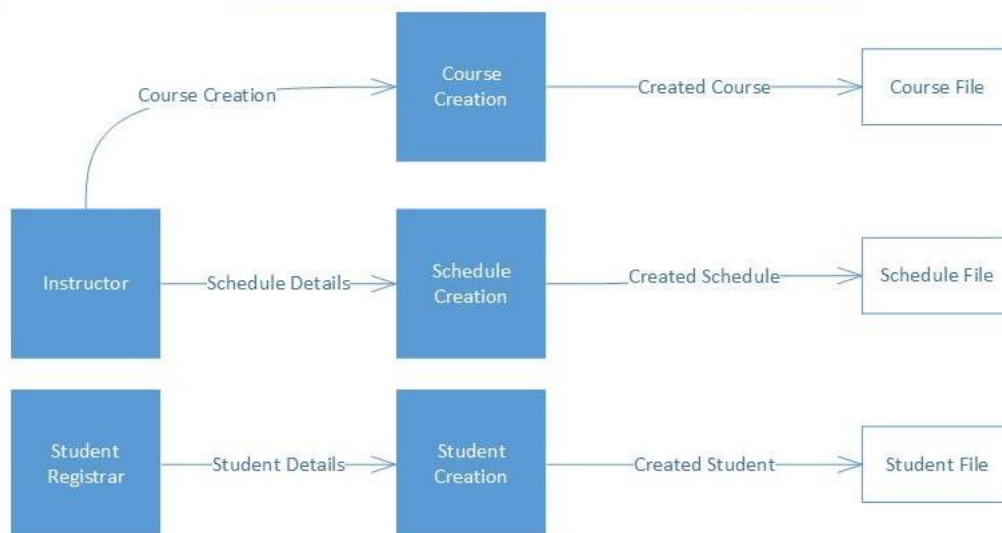 Course
Creation
Course Creation
Created Course
Course File
Instructor
Schedule Details
Schedule
Creation
Created Schedule
Schedule File
Student
Registrar
Student Details
Student
Creation
Created Student
Student File